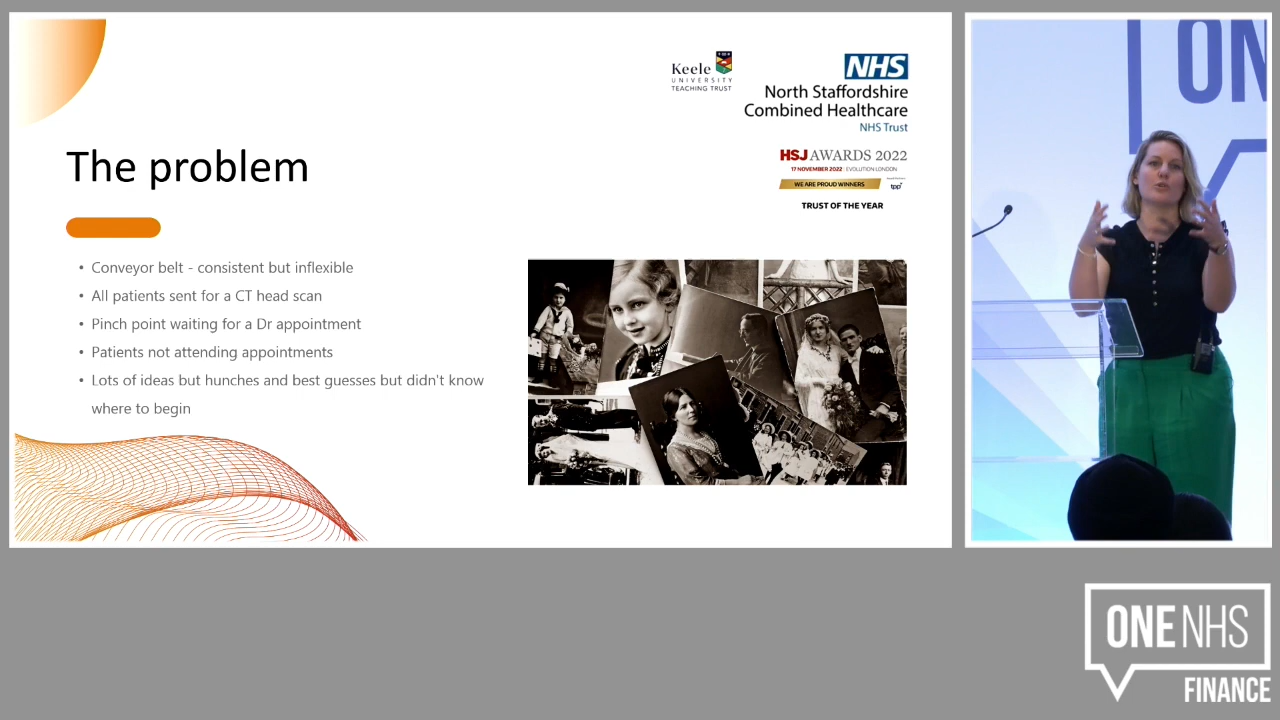 Keele
UNIVERSITY
TEACHING TRUST
NHS
North Staffordshire
Combined Healthcare
NHS Trust
HSJ AWARDS 2022
17 NOVEMBER 2022 EVOLUTION LONDON
WE ARE PROUD WINNERS
tpp
TRUST OF THE YEAR
The problem
• Conveyor belt - consistent but inflexible
• All patients sent for a CT head scan
• Pinch point waiting for a Dr appointment
• Patients not attending appointments
• Lots of ideas but hunches and best guesses but didn't know
where to begin
ON
ONE NHS
FINANCE